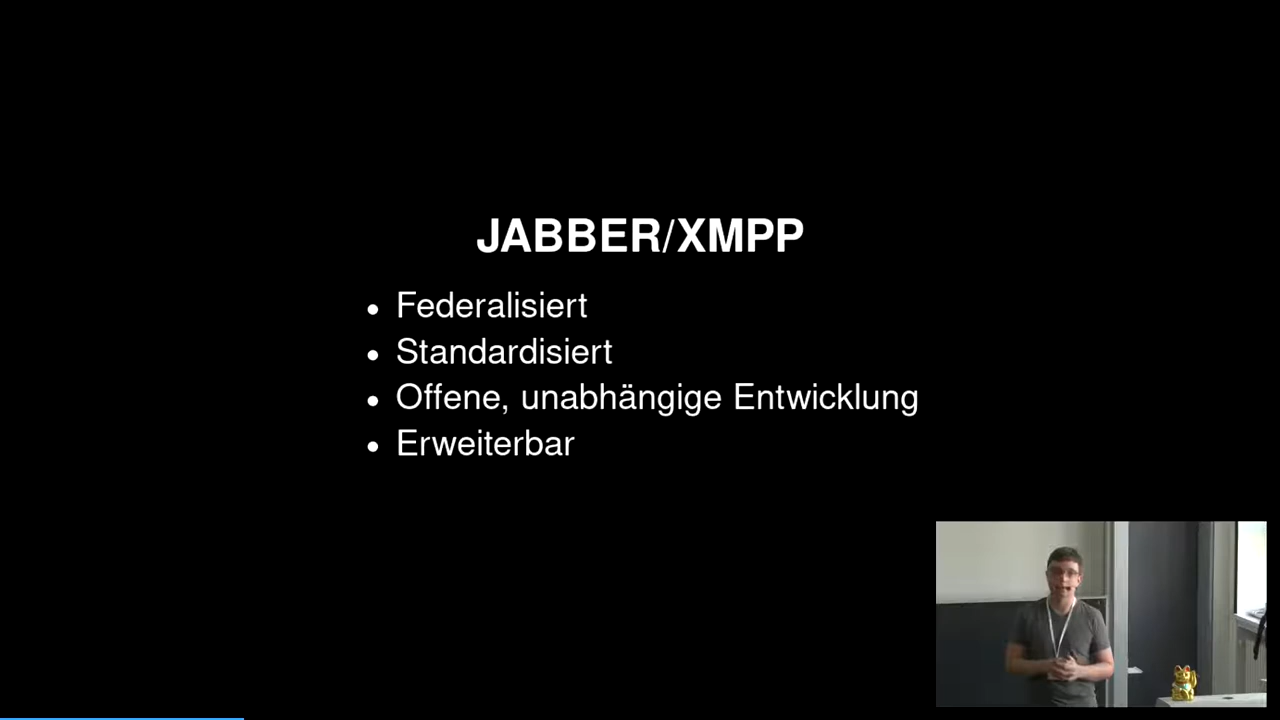 JABBER/XMPP
Federalisiert
Standardisiert
Offene, unabhängige Entwicklung
Erweiterbar